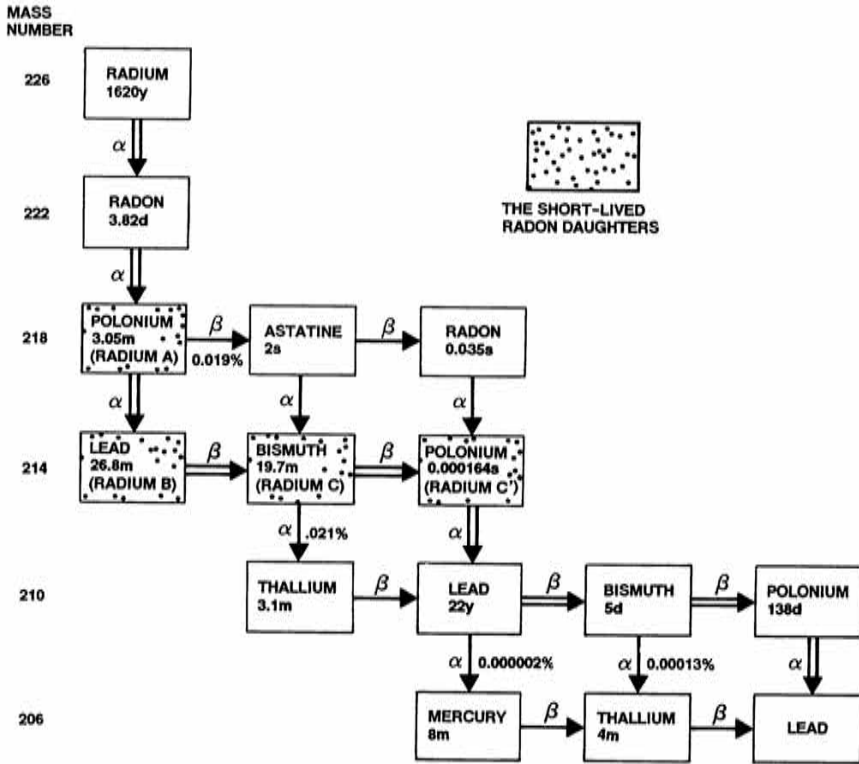 MASS
NUMBER
226
RADIUM
1620y
α
THE SHORT-LIVED
RADON DAUGHTERS
222
RADON
3.82d
α
218
POLONIUM
3.05m
(RADIUM A)
β
0.019%
ASTATINE
2s
β
RADON
0.035s
α
α
α
214
LEAD
26.8m
(RADIUM B)
β
BISMUTH
19.7m
(RADIUM C)
β
POLONIUM
0.000164s
(RADIUM C')
α .021%
α
210
THALLIUM
3.1m
β
LEAD
22y
β
BISMUTH
5d
β
POLONIUM
138d
α 0.000002%
α 0.00013%
α
206
MERCURY
8m
β
THALLIUM
4m
β
LEAD